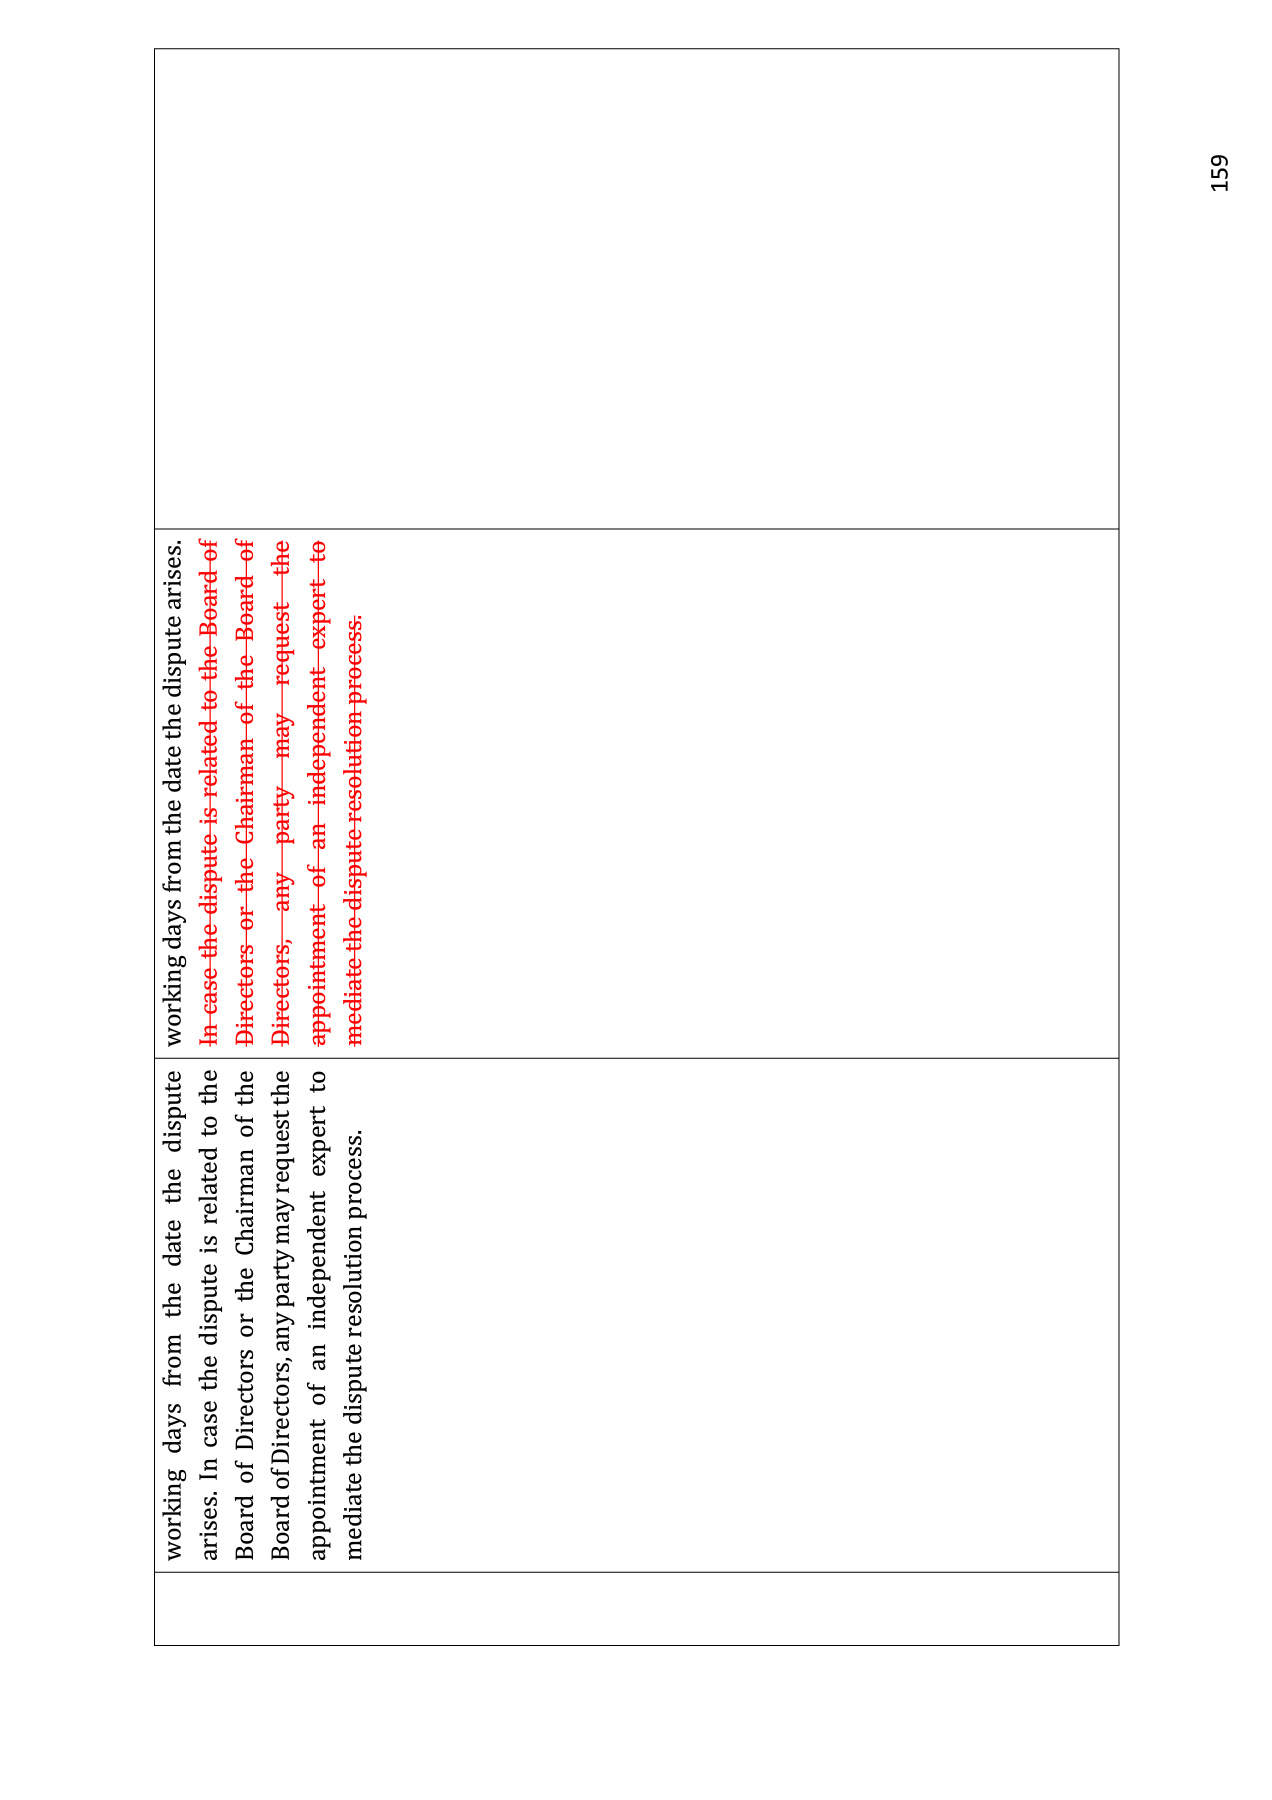 working days from the date the dispute
arises. In case the dispute is related to the
Board of Directors or the Chairman of the
Board of Directors, any party may request the
appointment of an independent expert to
mediate the dispute resolution process.
working days from the date the dispute arises.
In case the dispute is related to the Board of
Directors or the Chairman of the Board of
Directors, any party may request the
appointment of an independent expert to
mediate the dispute resolution process.
159